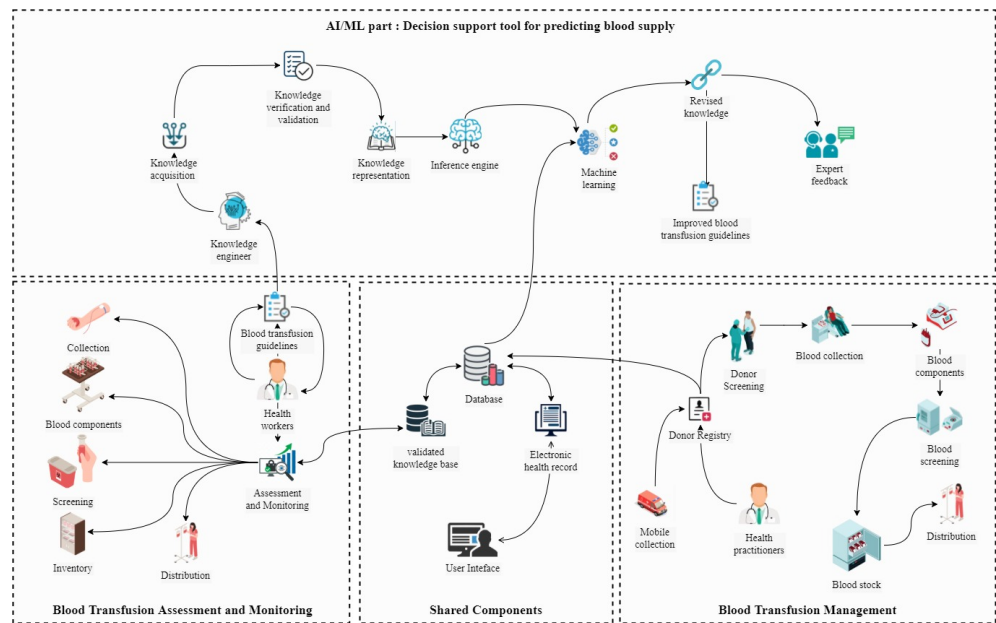 AI/ML part : Decision support tool for predicting blood supply
Knowledge
verification and
validation
Revised
knowledge
Knowledge
acquisition
Knowledge
representation
Inference engine
Machine
learning
Expert
feedback
Improved blood
transfusion guidelines
Knowledge
engineer
Blood transfusion
guidelines
Collection
Health
workers
Blood components
Assessment
and Monitoring
Screening
Inventory
Distribution
Blood Transfusion Assessment and Monitoring
Database
validated
knowledge base
Electronic
health record
User Inteface
Shared Components
Donor
Screening
Blood collection
Blood
components
Donor Registry
Blood
screening
Mobile
collection
Health
practitioners
Distribution
Blood stock
Blood Transfusion Management